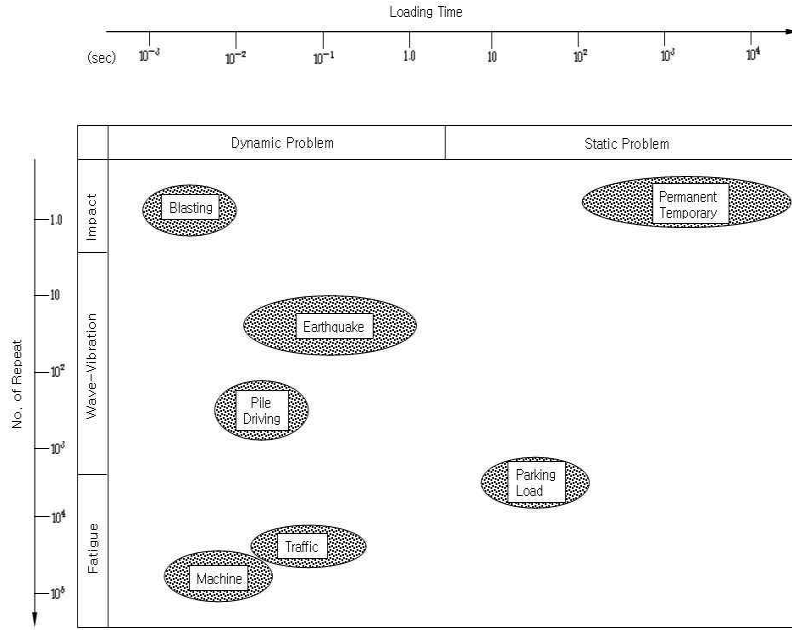 Loading Time
(sec) 10⁻³ 10⁻² 10⁻¹ 1.0 10 10² 10³ 10⁴
Dynamic Problem Static Problem
No. of Repeat
1.0
10
10²
10³
10⁴
10⁵
Impact
Wave-Vibration
Fatigue
Blasting
Permanent
Temporary
Earthquake
Pile
Driving
Parking
Load
Traffic
Machine